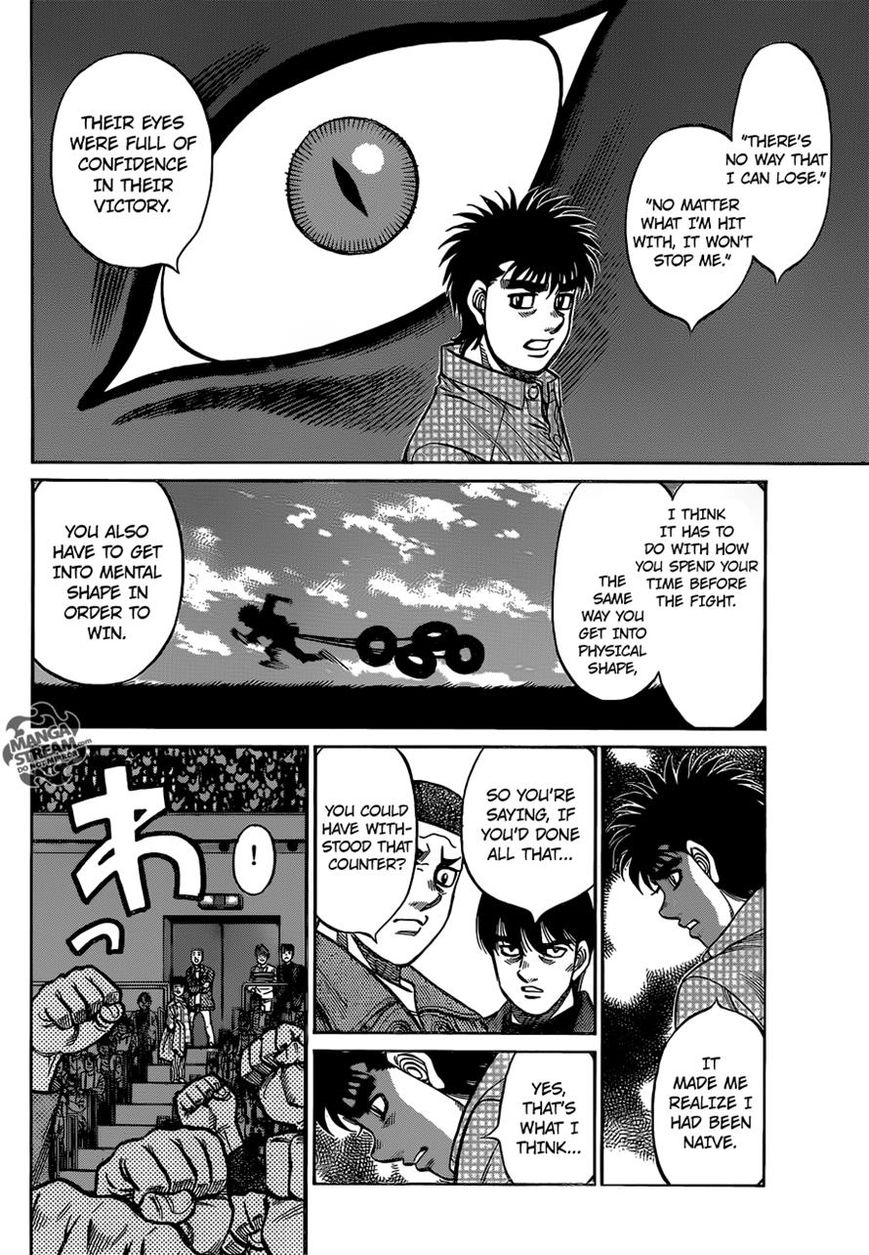 "THERE'S
NO WAY THAT
I CAN LOSE."
"NO MATTER
WHAT I'M HIT
WITH, IT WON'T
STOP ME."
THEIR EYES
WERE FULL OF
CONFIDENCE
IN THEIR
VICTORY.
I THINK
IT HAS TO
DO WITH HOW
YOU SPEND YOUR
TIME BEFORE
THE FIGHT.
THE
SAME
WAY YOU
GET INTO
PHYSICAL
SHAPE,
YOU ALSO
HAVE TO GET
INTO MENTAL
SHAPE IN
ORDER TO
WIN.
IT
MADE ME
REALIZE I
HAD BEEN
NAIVE.
SO YOU'RE
SAYING, IF
YOU'D DONE
ALL THAT...
YOU COULD
HAVE WITH-
STOOD THAT
COUNTER?
YES,
THAT'S
WHAT I
THINK...
!
わっ
MANGA
STREAM.com